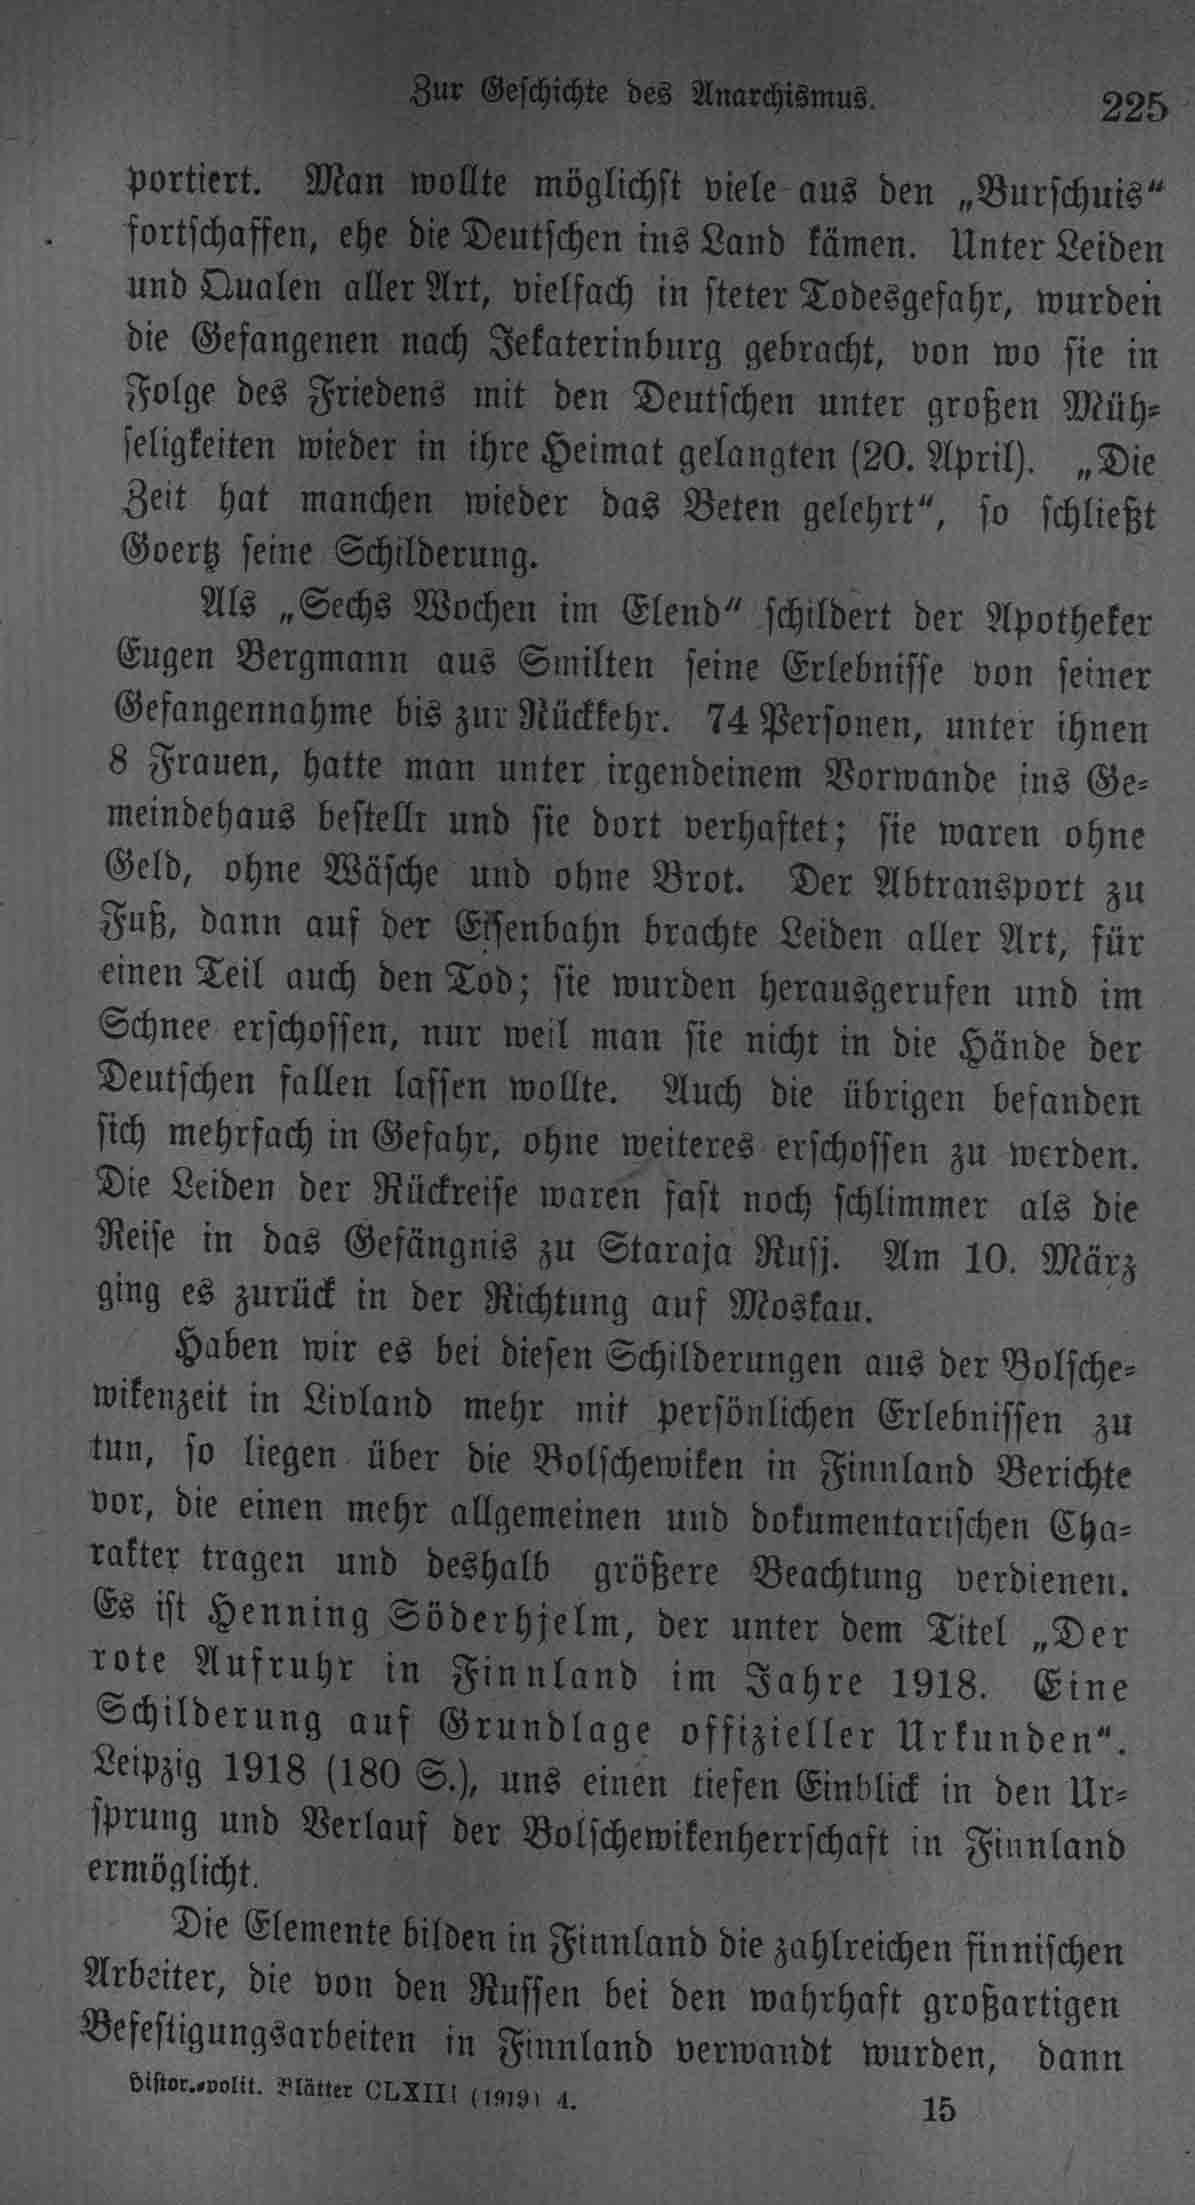 Zur Geschichte des Anarchismus.
225
portiert. Man wollte möglichst viele aus den „Burschuis“
fortschaffen, ehe die Deutschen ins Land kämen. Unter Leiden
und Qualen aller Art, vielfach in steter Todesgefahr, wurden
die Gefangenen nach Jekaterinburg gebracht, von wo sie in
Folge des Friedens mit den Deutschen unter großen Müh-
seligkeiten wieder in ihre Heimat gelangten (20. April). „Die
Zeit hat manchen wieder das Beten gelehrt“, so schließt
Goertz seine Schilderung.
Als „Sechs Wochen im Elend“ schildert der Apotheker
Eugen Bergmann aus Smilten seine Erlebnisse von seiner
Gefangennahme bis zur Rückkehr. 74 Personen, unter ihnen
8 Frauen, hatte man unter irgendeinem Vorwande ins Ge-
meindehaus bestellt und sie dort verhaftet; sie waren ohne
Geld, ohne Wäsche und ohne Brot. Der Abtransport zu
Fuß, dann auf der Eisenbahn brachte Leiden aller Art, für
einen Teil auch den Tod; sie wurden herausgerufen und im
Schnee erschossen, nur weil man sie nicht in die Hände der
Deutschen fallen lassen wollte. Auch die übrigen befanden
sich mehrfach in Gefahr, ohne weiteres erschossen zu werden.
Die Leiden der Rückreise waren fast noch schlimmer als die
Reise in das Gefängnis zu Staraja Rusj. Am 10. März
ging es zurück in der Richtung auf Moskau.
Haben wir es bei diesen Schilderungen aus der Bolsche-
wikenzeit in Livland mehr mit persönlichen Erlebnissen zu
tun, so liegen über die Bolschewiken in Finnland Berichte
vor, die einen mehr allgemeinen und dokumentarischen Cha-
rakter tragen und deshalb größere Beachtung verdienen.
Es ist Henning Söderhjelm, der unter dem Titel „Der
rote Aufruhr in Finnland im Jahre 1918. Eine
Schilderung auf Grundlage offizieller Urkunden“.
Leipzig 1918 (180 S.), uns einen tiefen Einblick in den Ur-
sprung und Verlauf der Bolschewikenherrschaft in Finnland
ermöglicht.
Die Elemente bilden in Finnland die zahlreichen finnischen
Arbeiter, die von den Russen bei den wahrhaft großartigen
Befestigungsarbeiten in Finnland verwandt wurden, dann
Histor.-polit. Blätter CLXIII (1919) 4.
15